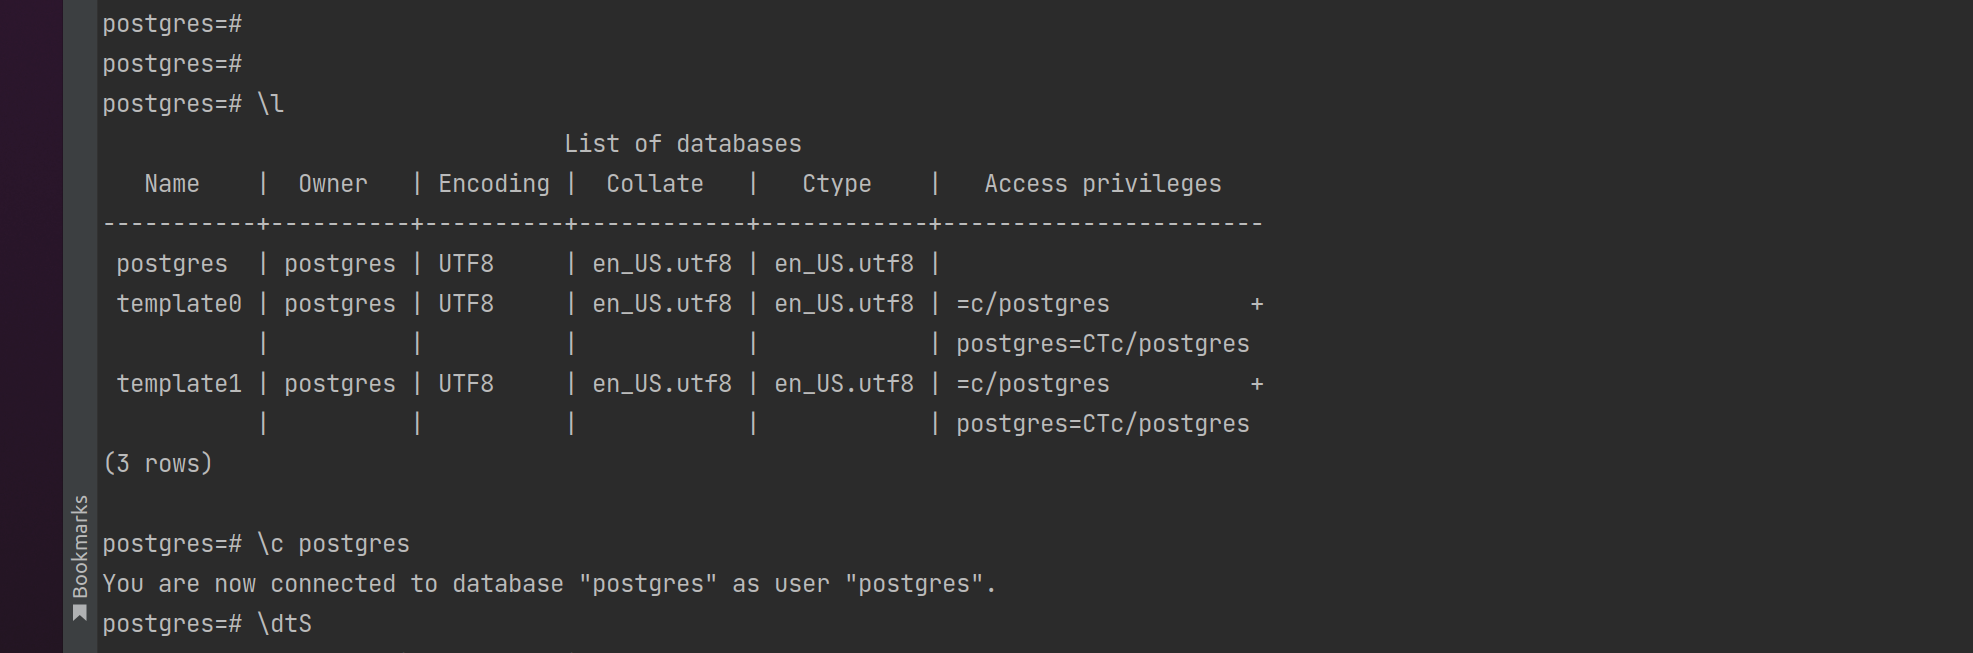 postgres=#
postgres=#
postgres=# \l
                                 List of databases
   Name    |  Owner   | Encoding |  Collate   |   Ctype    |   Access privileges
-----------+----------+----------+------------+------------+-----------------------
 postgres  | postgres | UTF8     | en_US.utf8 | en_US.utf8 |
 template0 | postgres | UTF8     | en_US.utf8 | en_US.utf8 | =c/postgres          +
           |          |          |            |            | postgres=CTc/postgres
 template1 | postgres | UTF8     | en_US.utf8 | en_US.utf8 | =c/postgres          +
           |          |          |            |            | postgres=CTc/postgres
(3 rows)

postgres=# \c postgres
You are now connected to database "postgres" as user "postgres".
postgres=# \dtS
Bookmarks